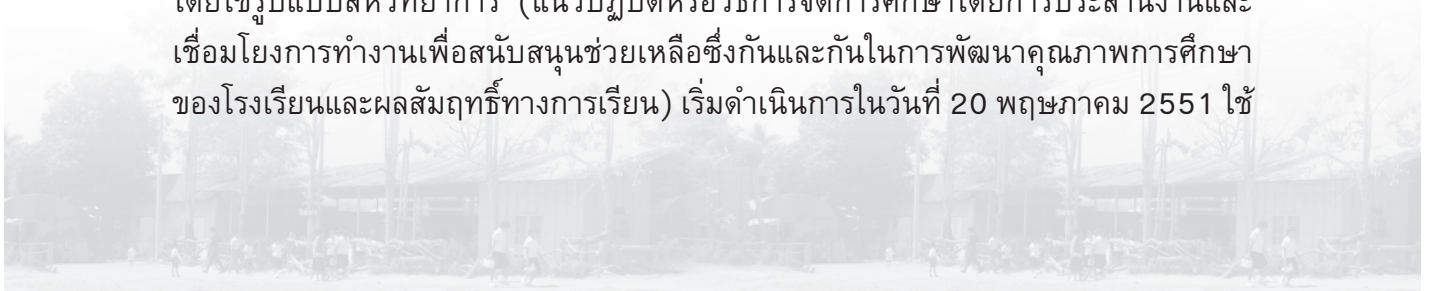 โดยใช้รูปแบบสหวิทยาการ (แนวปฏิบัติหรือวิธีการจัดการศึกษาโดยการประสานงานและ
เชื่อมโยงการทำงานเพื่อสนับสนุนช่วยเหลือซึ่งกันและกันในการพัฒนาคุณภาพการศึกษา
ของโรงเรียนและผลสัมฤทธิ์ทางการเรียน) เริ่มดำเนินการในวันที่ 20 พฤษภาคม 2551 ใช้